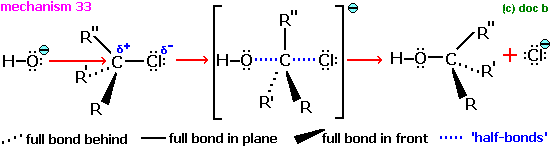 mechanism 33
(c) doc b
R" δ+ δ- R" R"
H-O C Cl H-O C Cl H-O C + Cl
R' R' R'
R R R
full bond behind full bond in plane full bond in front 'half-bonds'